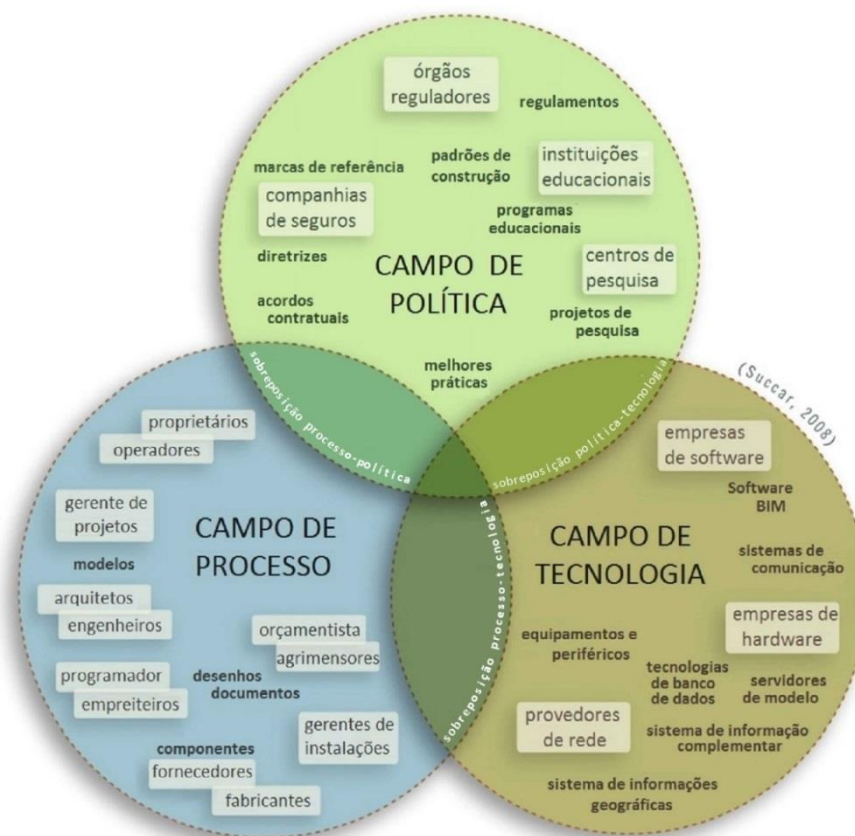 órgãos
reguladores
regulamentos
marcas de referência
padrões de
construção
instituições
educacionais
companhias
de seguros
programas
educacionais
diretrizes
CAMPO DE
POLÍTICA
centros de
pesquisa
acordos
contratuais
projetos de
pesquisa
melhores
práticas
sobreposição processo-política
sobreposição política-tecnologia
(Succar, 2008)
proprietários
operadores
gerente de
projetos
CAMPO DE
PROCESSO
modelos
arquitetos
engenheiros
orçamentista
agrimensores
programador
empreiteiros
desenhos
documentos
gerentes de
instalações
componentes
fornecedores
fabricantes
sobreposição processo-tecnologia
empresas
de software
Software
BIM
CAMPO DE
TECNOLOGIA
sistemas de
comunicação
empresas de
hardware
equipamentos e
periféricos
tecnologias
de banco
de dados
servidores
de modelo
provedores
de rede
sistema de informação
complementar
sistema de informações
geográficas